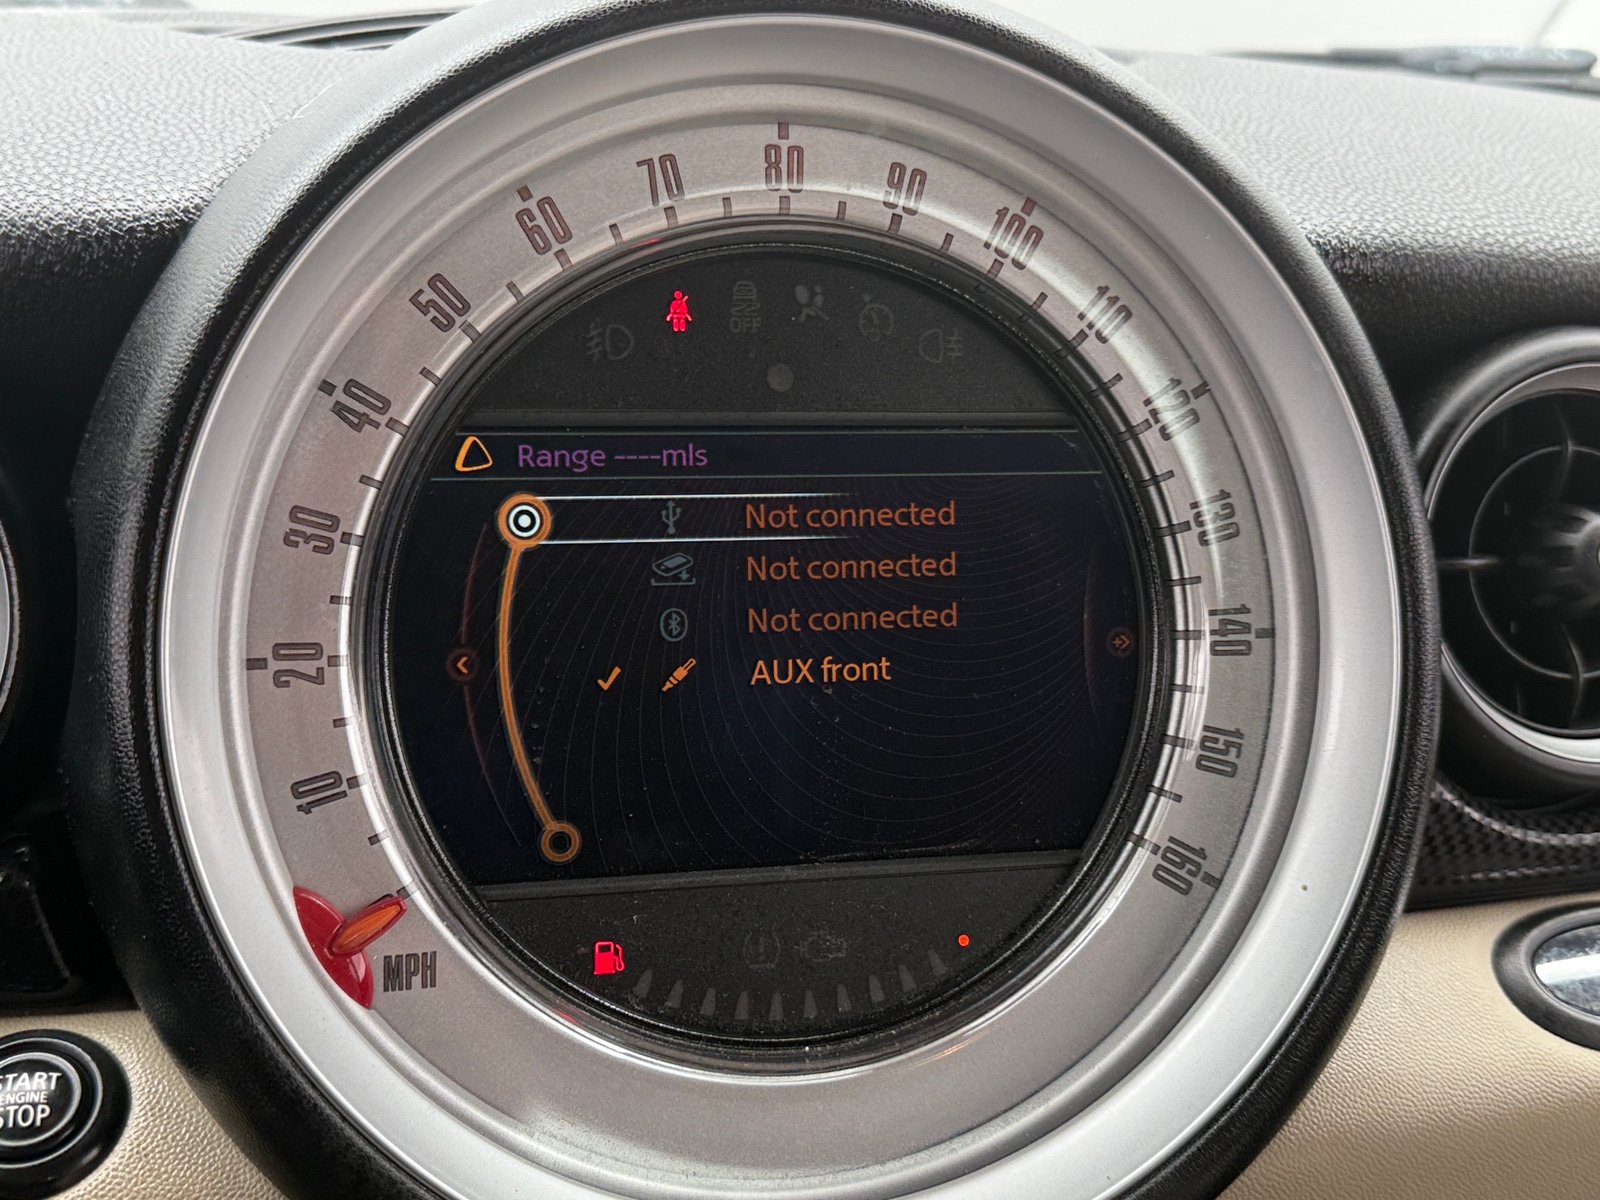 10
20
30
40
50
60
70
80
90
100
110
120
130
140
150
160
MPH
OFF
Range ----mls
Not connected
Not connected
Not connected
AUX front
START
ENGINE
STOP